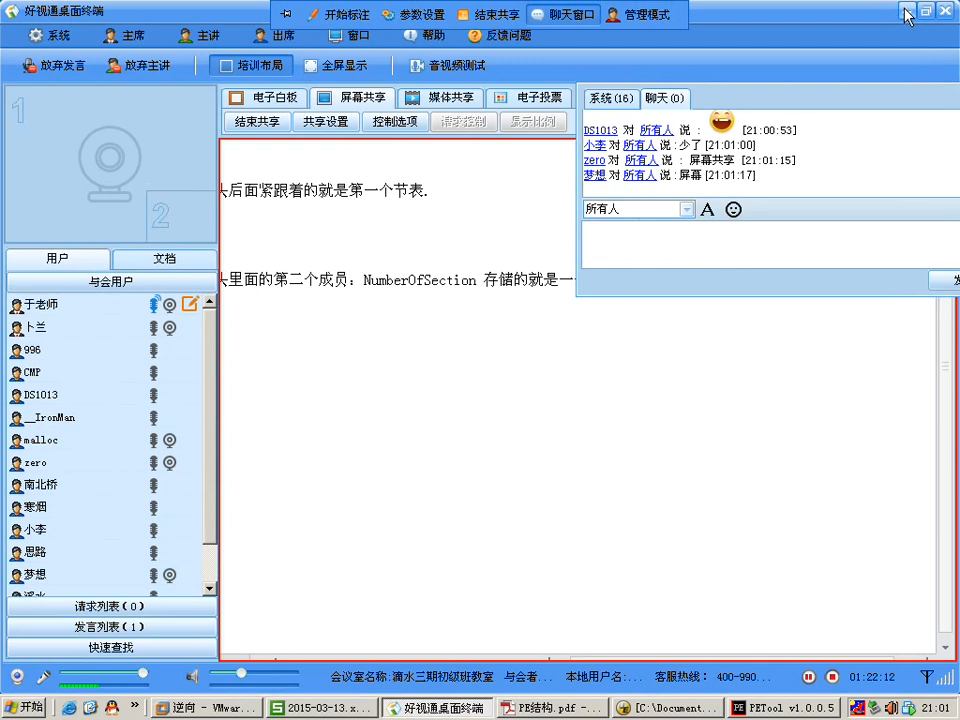 好视通桌面终端
开始标注 参数设置 结束共享 聊天窗口 管理模式
系统 主席 主讲 出席 窗口 帮助 反馈问题
放弃发言 放弃主讲 培训布局 全屏显示 音视频测试
1
2
电子白板 屏幕共享 媒体共享 电子投票
结束共享 共享设置 控制选项 请求控制 显示比例
头后面紧跟着的就是第一个节表.
头里面的第二个成员: NumberOfSection 存储的就是一
系统(16) 聊天(0)
DS1013 对 所有人 说 : [21:00:53]
小李 对 所有人 说 :少了 [21:01:00]
zero 对 所有人 说 : 屏幕共享 [21:01:15]
梦想 对 所有人 说 :屏幕 [21:01:17]
所有人 A
发
用户 文档
与会用户
于老师
卜兰
996
CMP
DS1013
__IronMan
malloc
zero
南北桥
寒烟
小李
思路
梦想
请求列表(0)
发言列表(1)
快速查找
会议室名称:滴水三期初级班教室 与会者... 本地用户名:... 客服热线: 400-990... 01:22:12
开始 » 逆向 - VMwar... 2015-03-13.x... 好视通桌面终端 PE结构.pdf -... [C:\Document... PETool v1.0.0.5 21:01